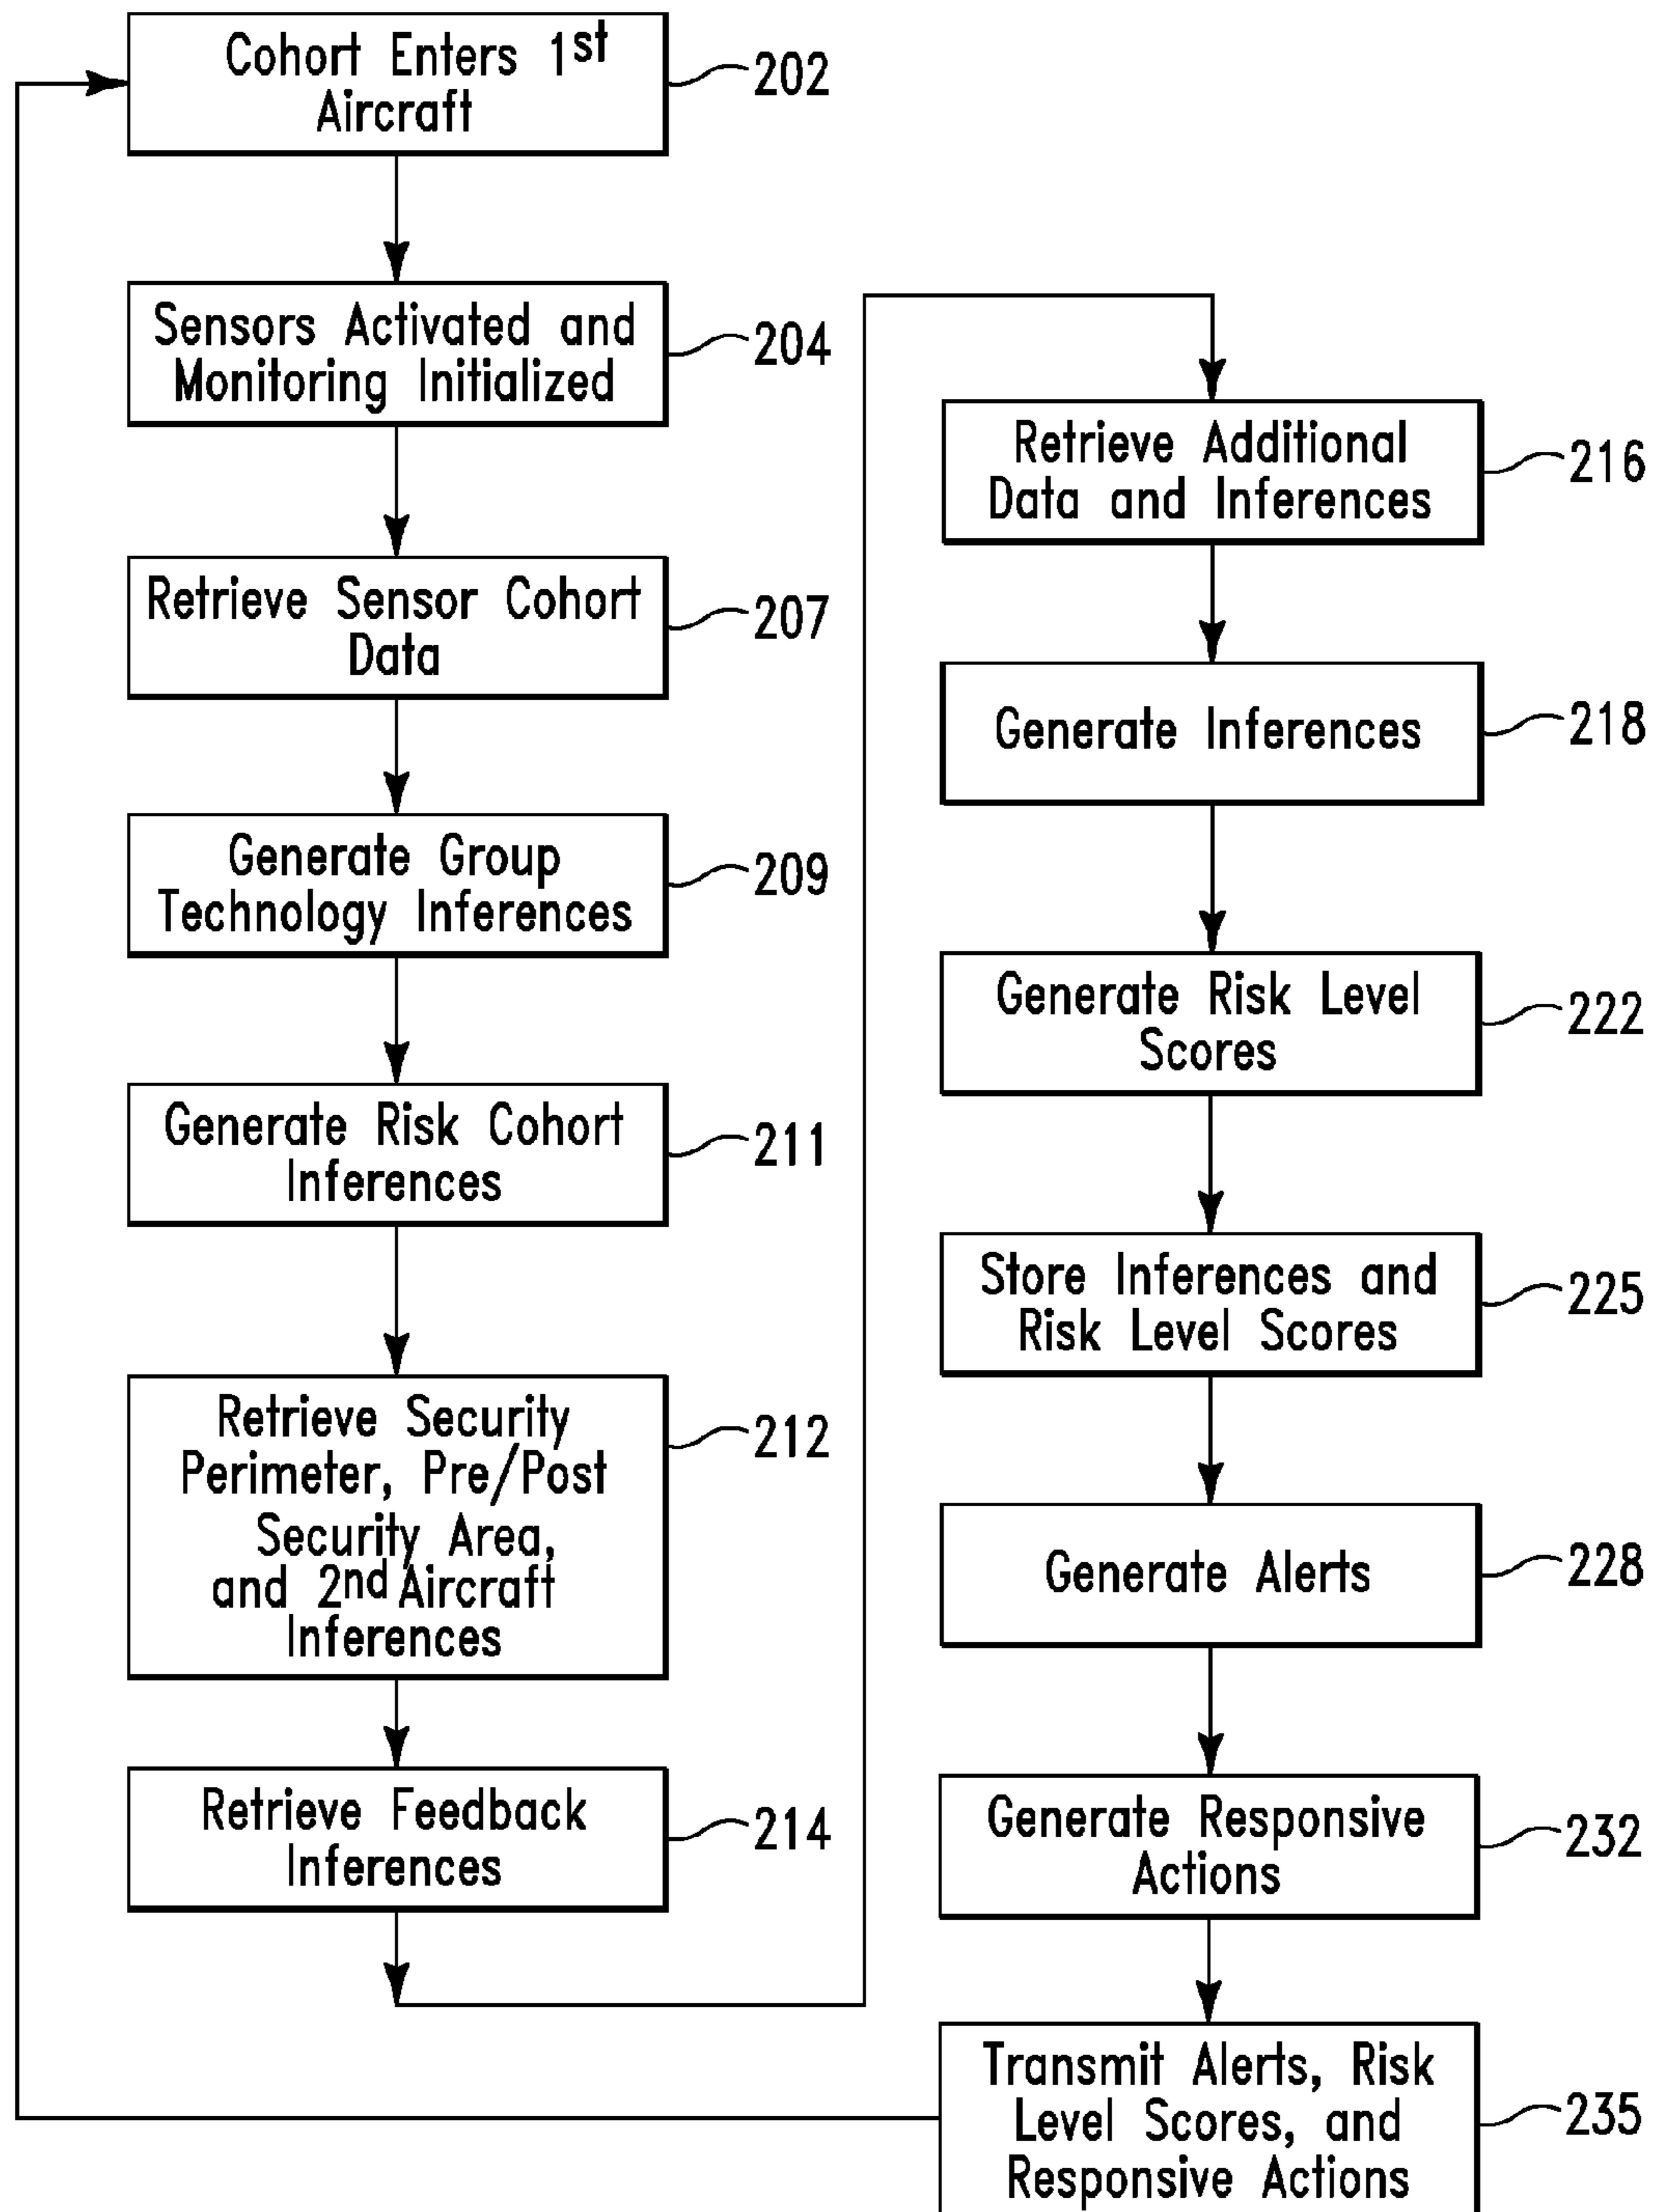 Cohort Enters 1st
Aircraft
202
Sensors Activated and
Monitoring Initialized
204
Retrieve Sensor Cohort
Data
207
Generate Group
Technology Inferences
209
Generate Risk Cohort
Inferences
211
Retrieve Security
Perimeter, Pre/Post
Security Area,
and 2nd Aircraft
Inferences
212
Retrieve Feedback
Inferences
214
Retrieve Additional
Data and Inferences
216
Generate Inferences
218
Generate Risk Level
Scores
222
Store Inferences and
Risk Level Scores
225
Generate Alerts
228
Generate Responsive
Actions
232
Transmit Alerts, Risk
Level Scores, and
Responsive Actions
235